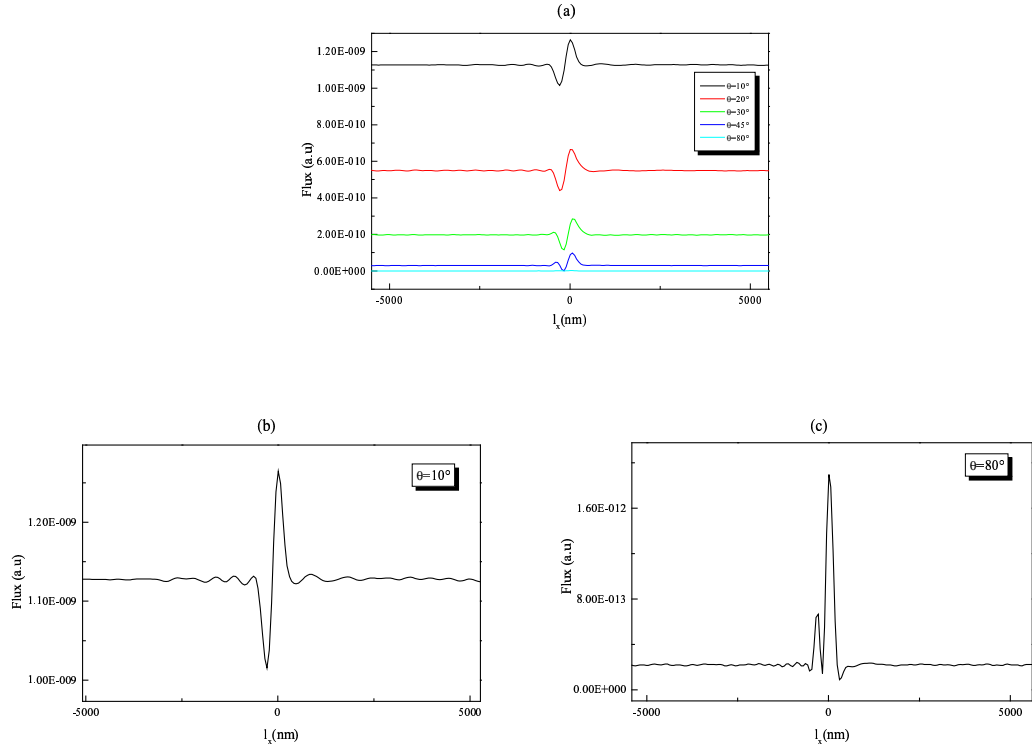 (a)
1.20E-009
1.00E-009
8.00E-010
6.00E-010
4.00E-010
2.00E-010
0.00E+000
Flux (a.u)
θ=10°
θ=20°
θ=30°
θ=45°
θ=80°
-5000
0
5000
lx(nm)
(b)
θ=10°
1.20E-009
1.10E-009
1.00E-009
Flux (a.u)
-5000
0
5000
lx(nm)
(c)
θ=80°
1.60E-012
8.00E-013
0.00E+000
Flux (a.u)
-5000
0
5000
lx(nm)